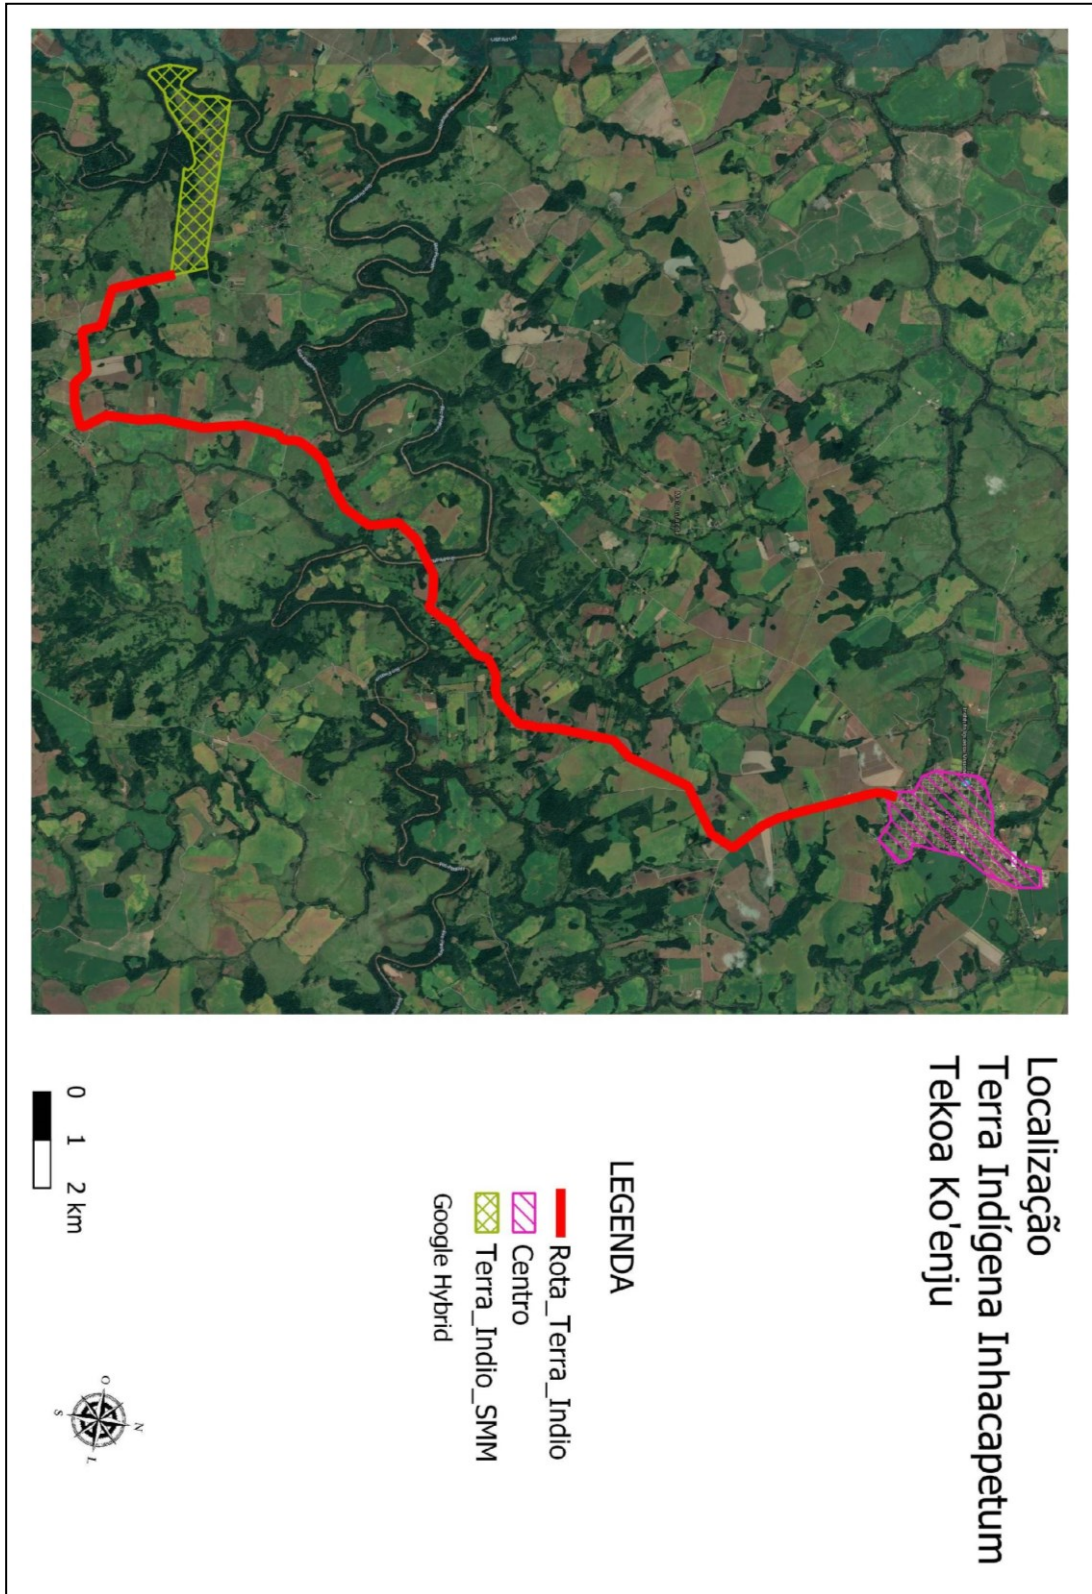 Localização
Terra Indígena Inhacapetum
Tekoa Ko'enju
LEGENDA
Rota_Terra_Indio
Centro
Terra_Indio_SMM
Google Hybrid
0 1 2 km
N
O
L
S